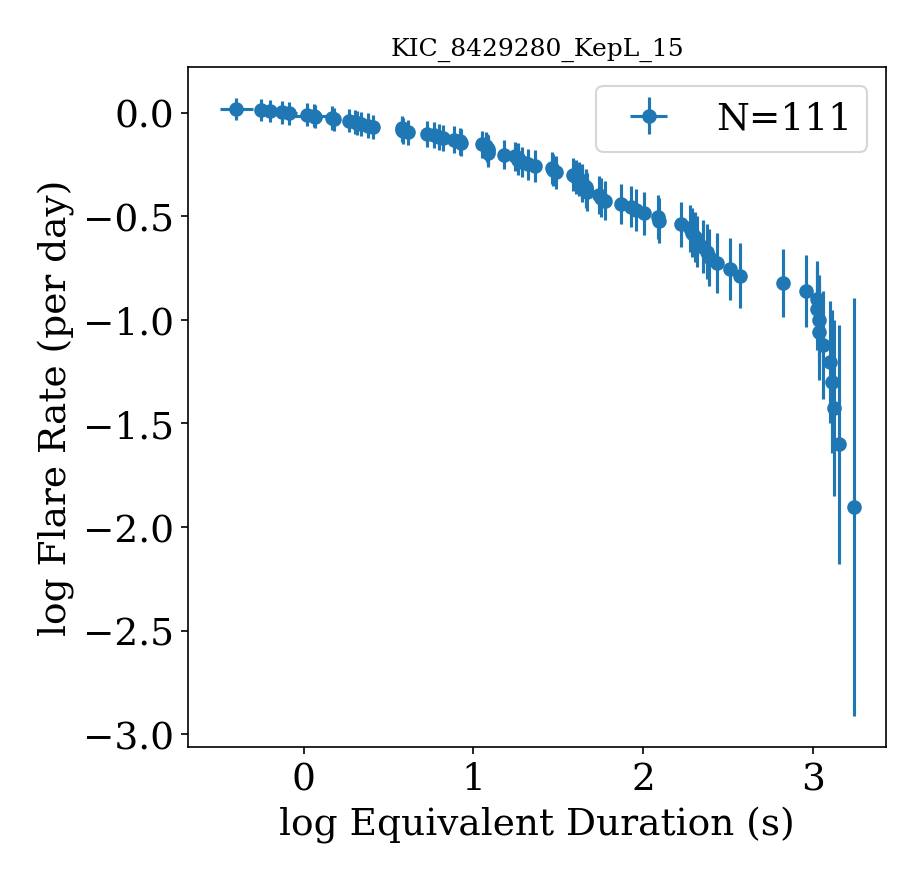 KIC_8429280_KepL_15
N=111
log Flare Rate (per day)
0.0
−0.5
−1.0
−1.5
−2.0
−2.5
−3.0
0 1 2 3
log Equivalent Duration (s)